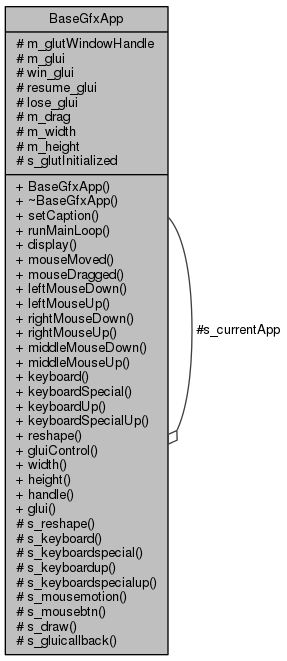 BaseGfxApp
# m_glutWindowHandle
# m_glui
# win_glui
# resume_glui
# lose_glui
# m_drag
# m_width
# m_height
# s_glutInitialized
+ BaseGfxApp()
+ ~BaseGfxApp()
+ setCaption()
+ runMainLoop()
+ display()
+ mouseMoved()
+ mouseDragged()
+ leftMouseDown()
+ leftMouseUp()
+ rightMouseDown()
+ rightMouseUp()
+ middleMouseDown()
+ middleMouseUp()
+ keyboard()
+ keyboardSpecial()
+ keyboardUp()
+ keyboardSpecialUp()
+ reshape()
+ gluiControl()
+ width()
+ height()
+ handle()
+ glui()
# s_reshape()
# s_keyboard()
# s_keyboardspecial()
# s_keyboardup()
# s_keyboardspecialup()
# s_mousemotion()
# s_mousebtn()
# s_draw()
# s_gluicallback()
#s_currentApp